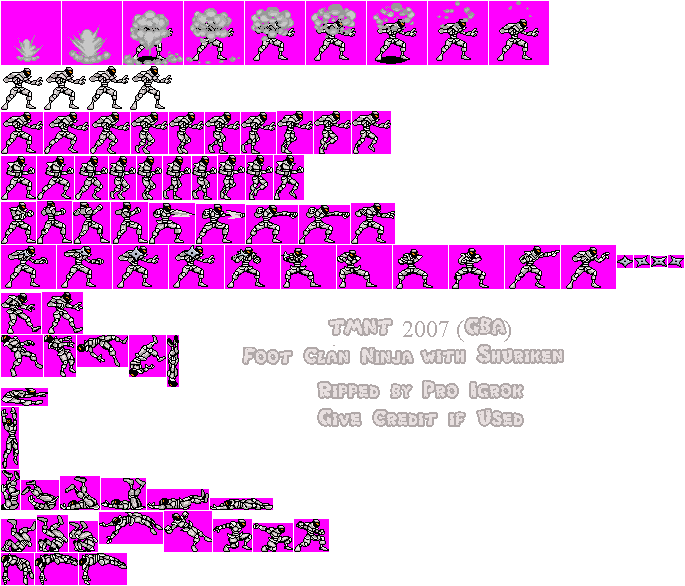 TMNT 2007 (GBA)
Foot Clan Ninja with Shuriken
Ripped by Pro Igrok
Give Credit if Used